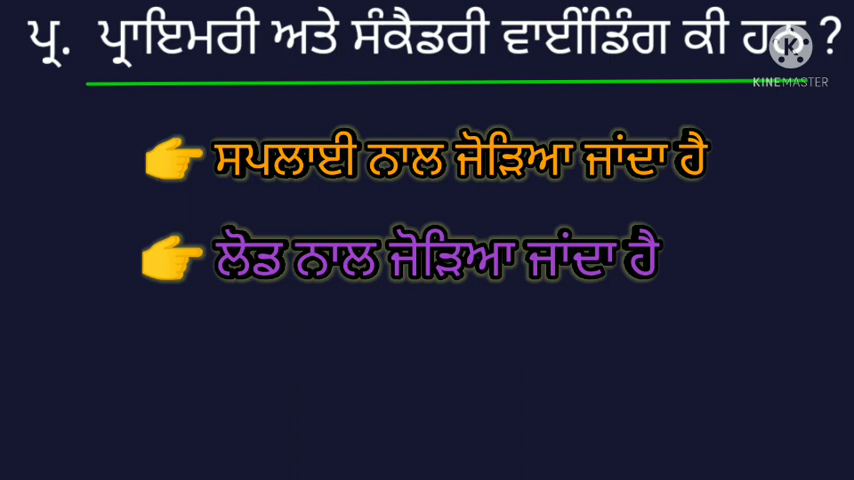 ਪ੍ਰ. ਪ੍ਰਾਇਮਰੀ ਅਤੇ ਸੰਕੈਡਰੀ ਵਾਈਂਡਿੰਗ ਕੀ ਹਨ ?
KINEMASTER
ਸਪਲਾਈ ਨਾਲ ਜੋੜਿਆ ਜਾਂਦਾ ਹੈ
ਲੋਡ ਨਾਲ ਜੋੜਿਆ ਜਾਂਦਾ ਹੈ